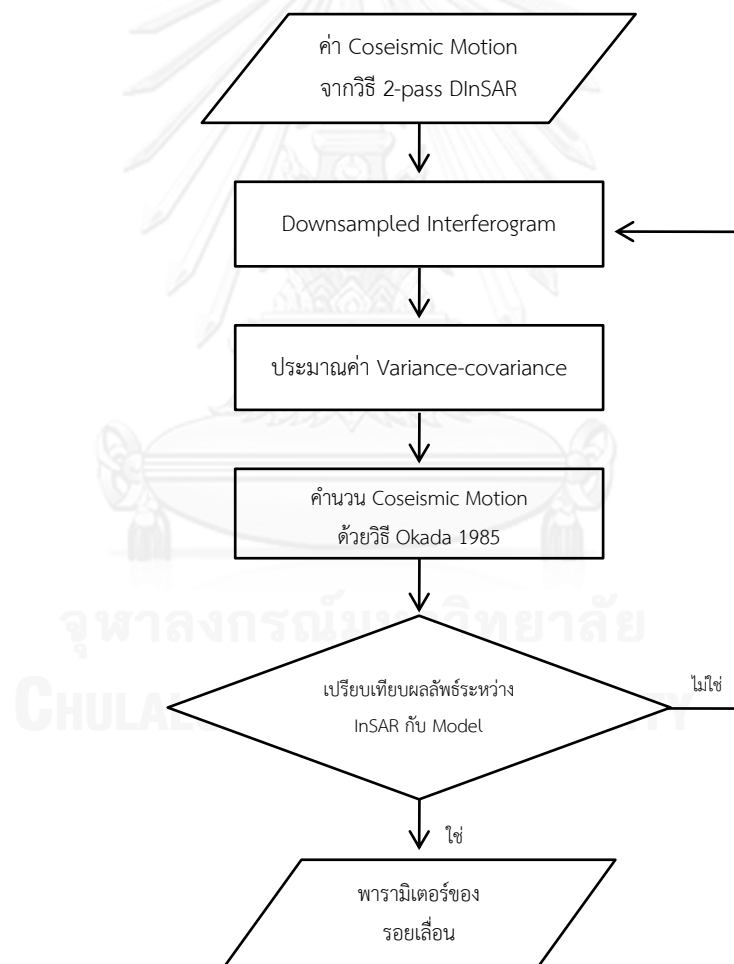 ค่า Coseismic Motion
จากวิธี 2-pass DInSAR
Downsampled Interferogram
ประมาณค่า Variance-covariance
คำนวน Coseismic Motion
ด้วยวิธี Okada 1985
เปรียบเทียบผลลัพธ์ระหว่าง
InSAR กับ Model
ไม่ใช่
ใช่
พารามิเตอร์ของ
รอยเลื่อน